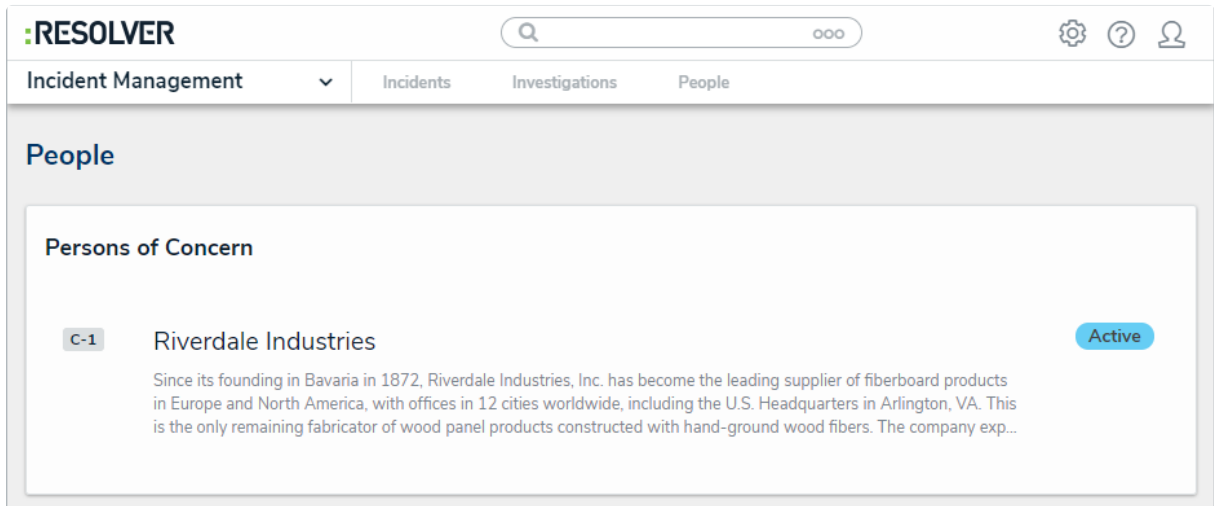 :RESOLVER
Incident Management
Incidents
Investigations
People
People
Persons of Concern
C-1
Riverdale Industries
Active
Since its founding in Bavaria in 1872, Riverdale Industries, Inc. has become the leading supplier of fiberboard products
in Europe and North America, with offices in 12 cities worldwide, including the U.S. Headquarters in Arlington, VA. This
is the only remaining fabricator of wood panel products constructed with hand-ground wood fibers. The company exp...